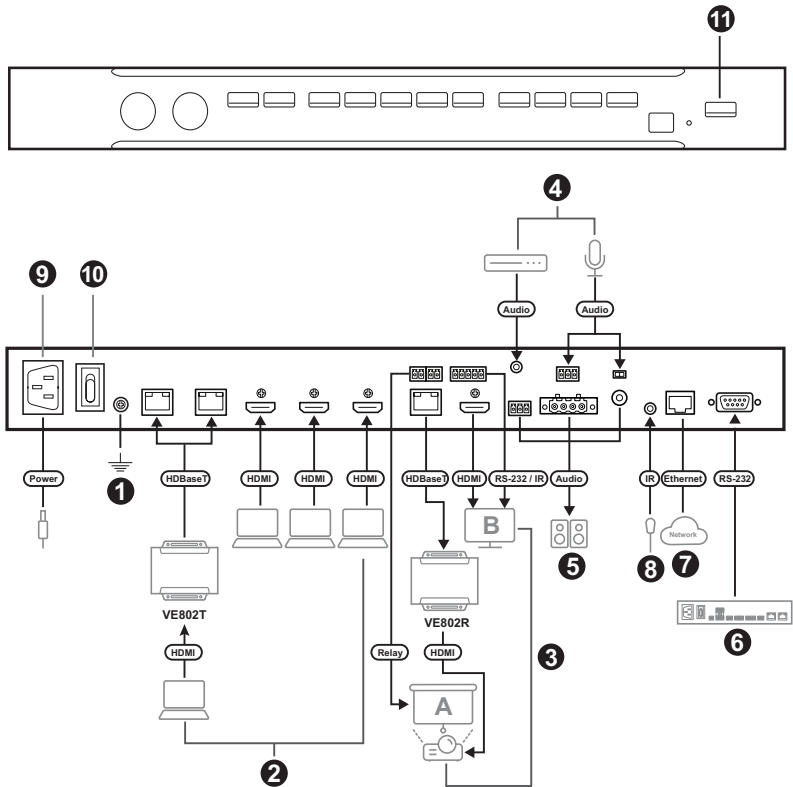 11
4
9
10
Audio
Audio
Power
1
HDBaseT
HDMI
HDMI
HDMI
HDBaseT
HDMI
RS-232 / IR
Audio
IR
Ethernet
RS-232
B
Network
5
8
7
VE802T
VE802R
6
HDMI
Relay
HDMI
3
A
2